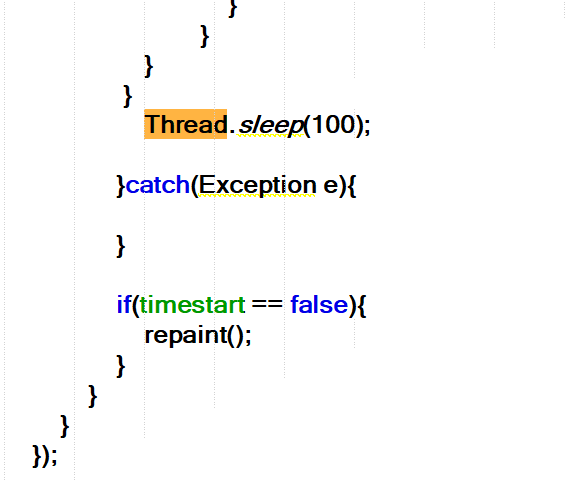 }
}
}
}
Thread.sleep(100);
}catch(Exception e){
}
if(timestart == false){
repaint();
}
}
}
});